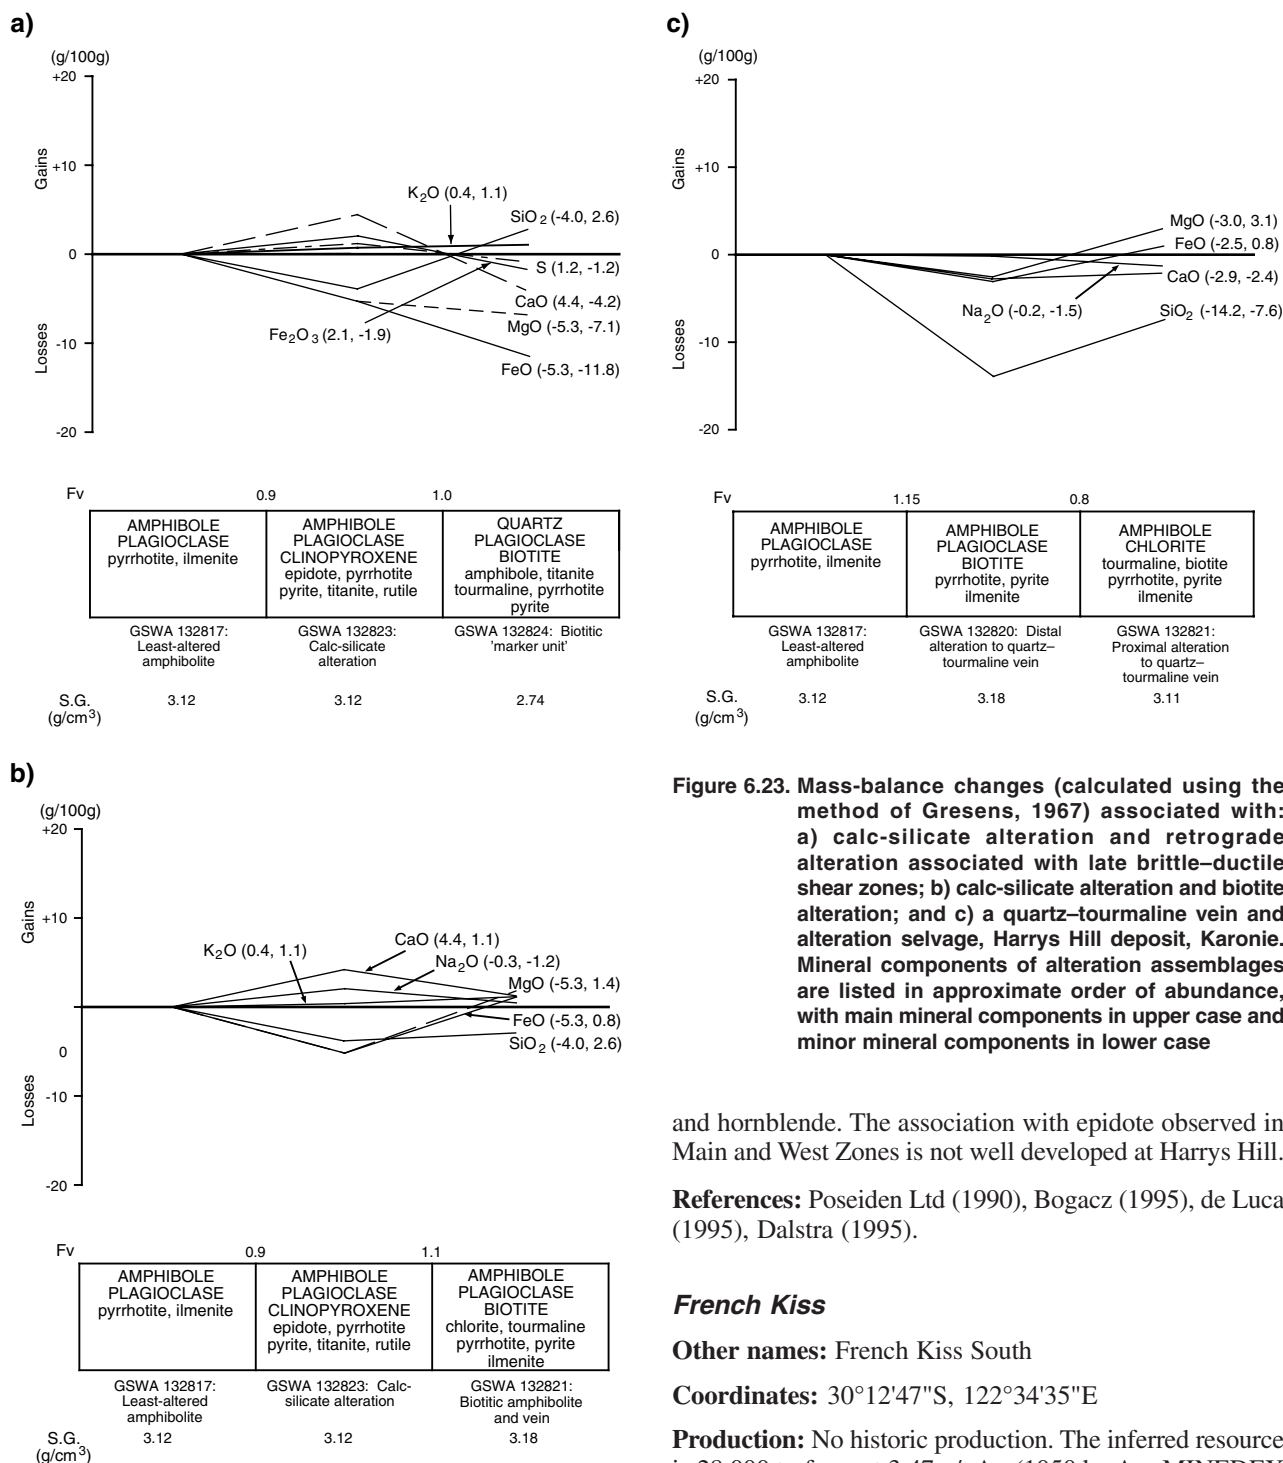 a)
(g/100g)
+20
+10
0
-10
-20
Gains
Losses
K2O (0.4, 1.1)
SiO2 (-4.0, 2.6)
S (1.2, -1.2)
CaO (4.4, -4.2)
MgO (-5.3, -7.1)
Fe2O3 (2.1, -1.9)
FeO (-5.3, -11.8)
Fv 0.9 1.0
AMPHIBOLE
PLAGIOCLASE
pyrrhotite, ilmenite
AMPHIBOLE
PLAGIOCLASE
CLINOPYROXENE
epidote, pyrrhotite
pyrite, titanite, rutile
QUARTZ
PLAGIOCLASE
BIOTITE
amphibole, titanite
tourmaline, pyrrhotite
pyrite
GSWA 132817:
Least-altered
amphibolite
GSWA 132823:
Calc-silicate
alteration
GSWA 132824: Biotitic
'marker unit'
S.G. 3.12 3.12 2.74
(g/cm3)
b)
(g/100g)
+20
+10
0
-10
-20
Gains
Losses
K2O (0.4, 1.1)
CaO (4.4, 1.1)
Na2O (-0.3, -1.2)
MgO (-5.3, 1.4)
FeO (-5.3, 0.8)
SiO2 (-4.0, 2.6)
Fv 0.9 1.1
AMPHIBOLE
PLAGIOCLASE
pyrrhotite, ilmenite
AMPHIBOLE
PLAGIOCLASE
CLINOPYROXENE
epidote, pyrrhotite
pyrite, titanite, rutile
AMPHIBOLE
PLAGIOCLASE
BIOTITE
chlorite, tourmaline
pyrrhotite, pyrite
ilmenite
GSWA 132817:
Least-altered
amphibolite
GSWA 132823: Calc-
silicate alteration
GSWA 132821:
Biotitic amphibolite
and vein
S.G. 3.12 3.12 3.18
(g/cm3)
c)
(g/100g)
+20
+10
0
-10
-20
Gains
Losses
MgO (-3.0, 3.1)
FeO (-2.5, 0.8)
CaO (-2.9, -2.4)
Na2O (-0.2, -1.5)
SiO2 (-14.2, -7.6)
Fv 1.15 0.8
AMPHIBOLE
PLAGIOCLASE
pyrrhotite, ilmenite
AMPHIBOLE
PLAGIOCLASE
BIOTITE
pyrrhotite, pyrite
ilmenite
AMPHIBOLE
CHLORITE
tourmaline, biotite
pyrrhotite, pyrite
ilmenite
GSWA 132817:
Least-altered
amphibolite
GSWA 132820: Distal
alteration to quartz–
tourmaline vein
GSWA 132821:
Proximal alteration
to quartz–
tourmaline vein
S.G. 3.12 3.18 3.11
(g/cm3)
Figure 6.23. Mass-balance changes (calculated using the
method of Gresens, 1967) associated with:
a) calc-silicate alteration and retrograde
alteration associated with late brittle–ductile
shear zones; b) calc-silicate alteration and biotite
alteration; and c) a quartz–tourmaline vein and
alteration selvage, Harrys Hill deposit, Karonie.
Mineral components of alteration assemblages
are listed in approximate order of abundance,
with main mineral components in upper case and
minor mineral components in lower case
and hornblende. The association with epidote observed in
Main and West Zones is not well developed at Harrys Hill.
References: Poseiden Ltd (1990), Bogacz (1995), de Luca
(1995), Dalstra (1995).
French Kiss
Other names: French Kiss South
Coordinates: 30°12'47"S, 122°34'35"E
Production: No historic production. The inferred resource